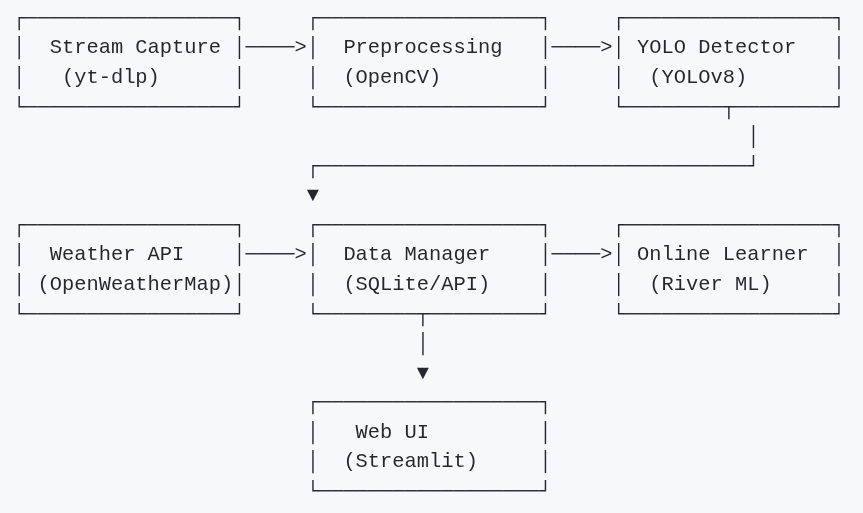 Stream Capture Preprocessing YOLO Detector
(yt-dlp) (OpenCV) (YOLOv8)
Weather API Data Manager Online Learner
(OpenWeatherMap) (SQLite/API) (River ML)
Web UI
(Streamlit)